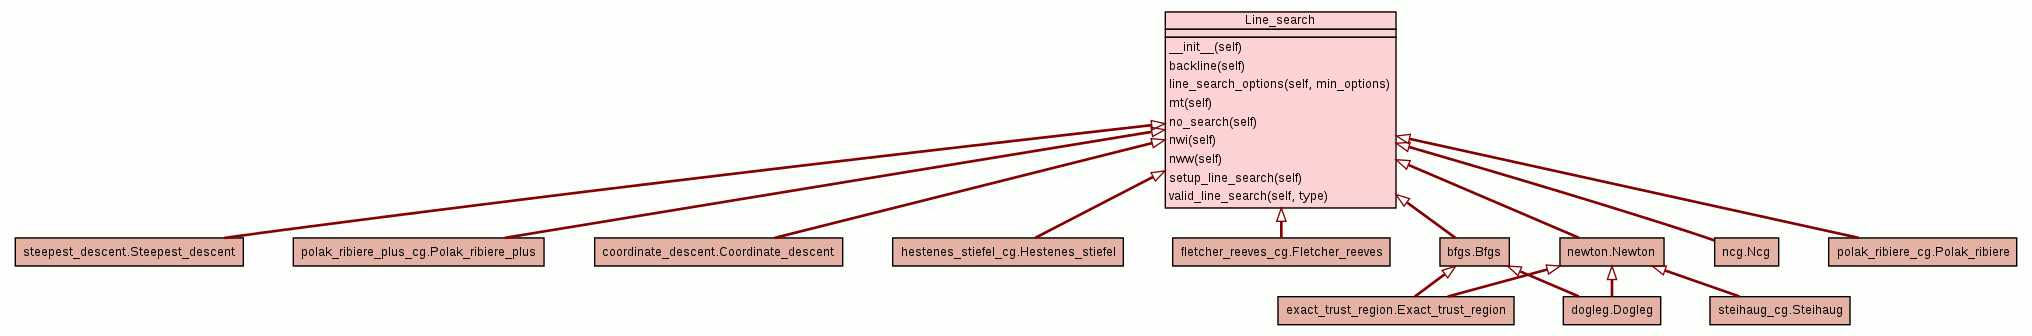 Line_search
__init__(self)
backline(self)
line_search_options(self, min_options)
mt(self)
no_search(self)
nwi(self)
nww(self)
setup_line_search(self)
valid_line_search(self, type)
steepest_descent.Steepest_descent
polak_ribiere_plus_cg.Polak_ribiere_plus
coordinate_descent.Coordinate_descent
hestenes_stiefel_cg.Hestenes_stiefel
fletcher_reeves_cg.Fletcher_reeves
bfgs.Bfgs
newton.Newton
ncg.Ncg
polak_ribiere_cg.Polak_ribiere
exact_trust_region.Exact_trust_region
dogleg.Dogleg
steihaug_cg.Steihaug